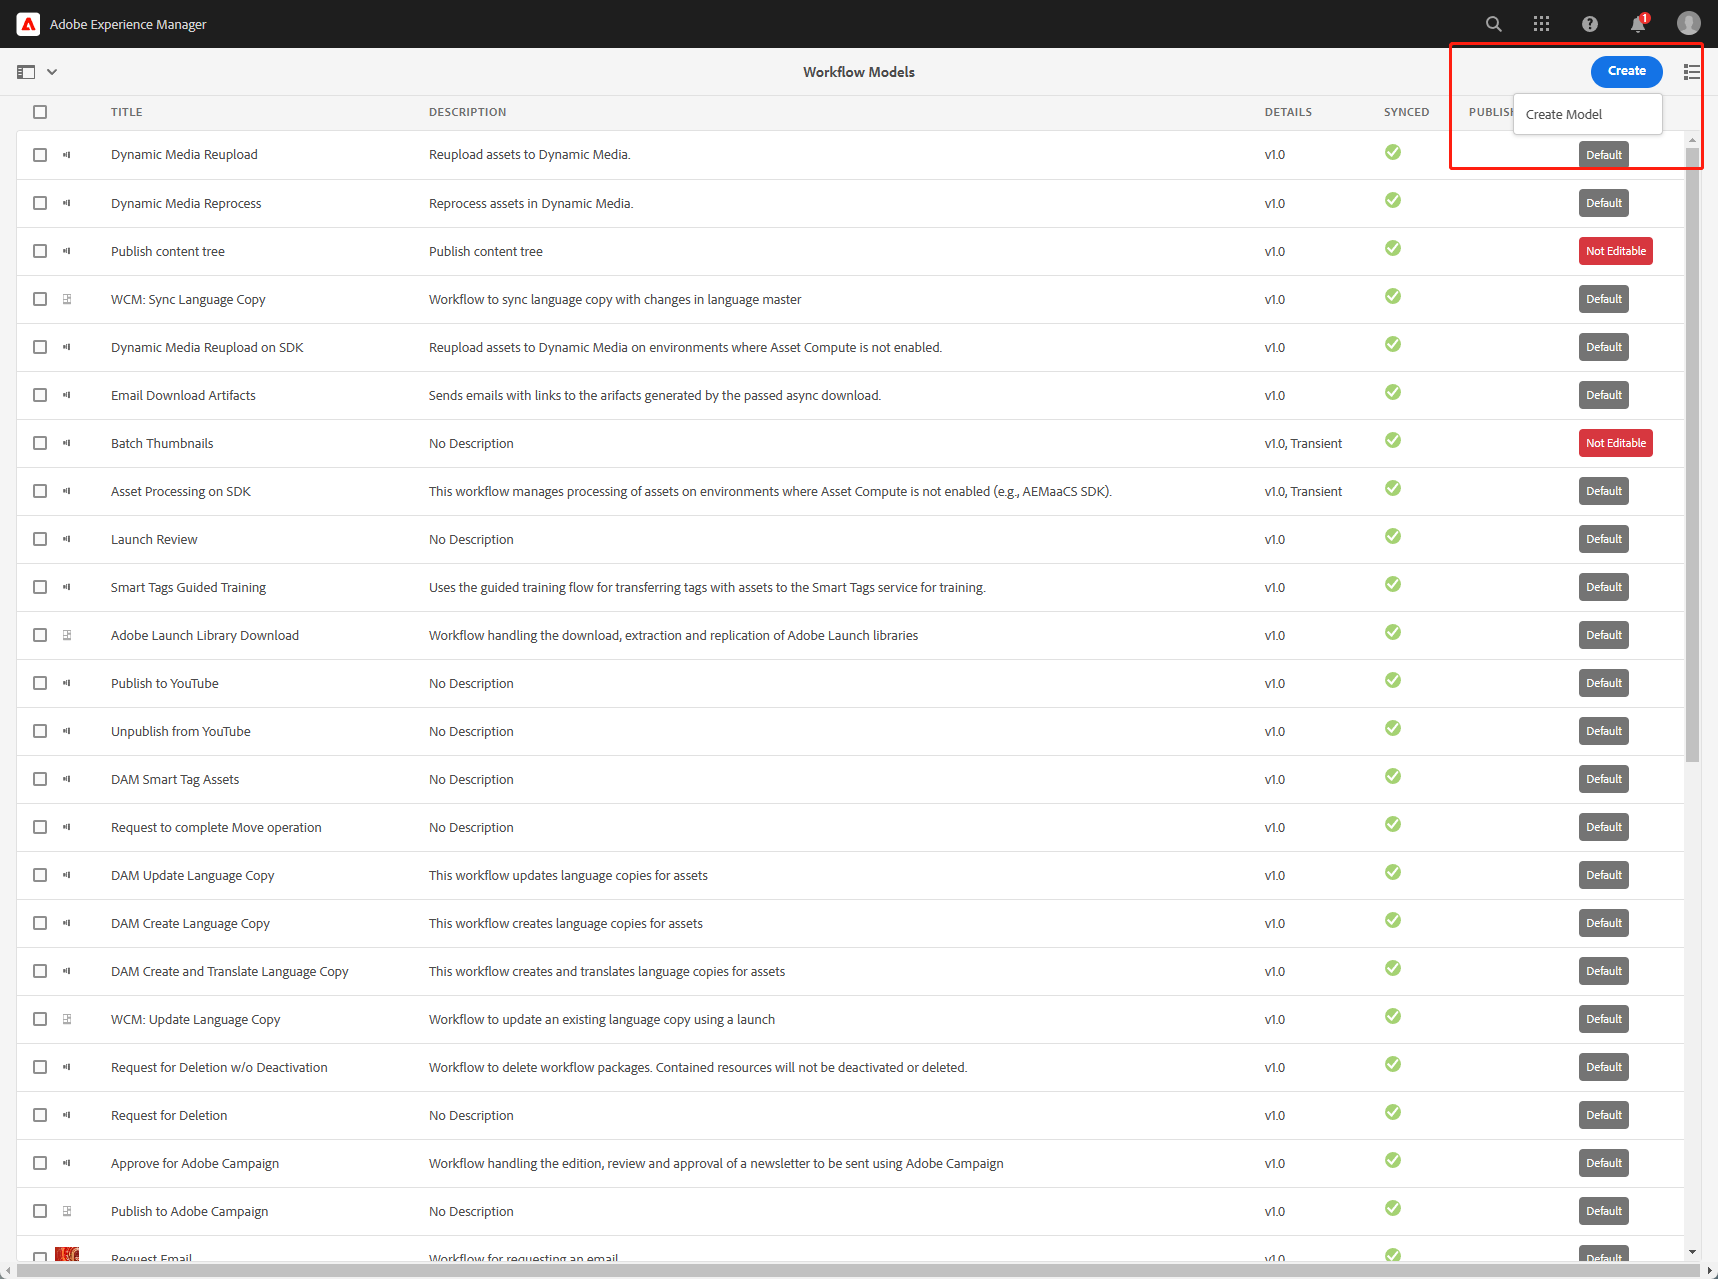 Adobe Experience Manager
1
Workflow Models
Create
Create Model
TITLE DESCRIPTION DETAILS SYNCED
Dynamic Media Reupload Reupload assets to Dynamic Media. v1.0 Default
Dynamic Media Reprocess Reprocess assets in Dynamic Media. v1.0 Default
Publish content tree Publish content tree v1.0 Not Editable
WCM: Sync Language Copy Workflow to sync language copy with changes in language master v1.0 Default
Dynamic Media Reupload on SDK Reupload assets to Dynamic Media on environments where Asset Compute is not enabled. v1.0 Default
Email Download Artifacts Sends emails with links to the arifacts generated by the passed async download. v1.0 Default
Batch Thumbnails No Description v1.0, Transient Not Editable
Asset Processing on SDK This workflow manages processing of assets on environments where Asset Compute is not enabled (e.g., AEMaaCS SDK). v1.0, Transient Default
Launch Review No Description v1.0 Default
Smart Tags Guided Training Uses the guided training flow for transferring tags with assets to the Smart Tags service for training. v1.0 Default
Adobe Launch Library Download Workflow handling the download, extraction and replication of Adobe Launch libraries v1.0 Default
Publish to YouTube No Description v1.0 Default
Unpublish from YouTube No Description v1.0 Default
DAM Smart Tag Assets No Description v1.0 Default
Request to complete Move operation No Description v1.0 Default
DAM Update Language Copy This workflow updates language copies for assets v1.0 Default
DAM Create Language Copy This workflow creates language copies for assets v1.0 Default
DAM Create and Translate Language Copy This workflow creates and translates language copies for assets v1.0 Default
WCM: Update Language Copy Workflow to update an existing language copy using a launch v1.0 Default
Request for Deletion w/o Deactivation Workflow to delete workflow packages. Contained resources will not be deactivated or deleted. v1.0 Default
Request for Deletion No Description v1.0 Default
Approve for Adobe Campaign Workflow handling the edition, review and approval of a newsletter to be sent using Adobe Campaign v1.0 Default
Publish to Adobe Campaign No Description v1.0 Default
Request Email Workflow for requesting an email v1.0 Default